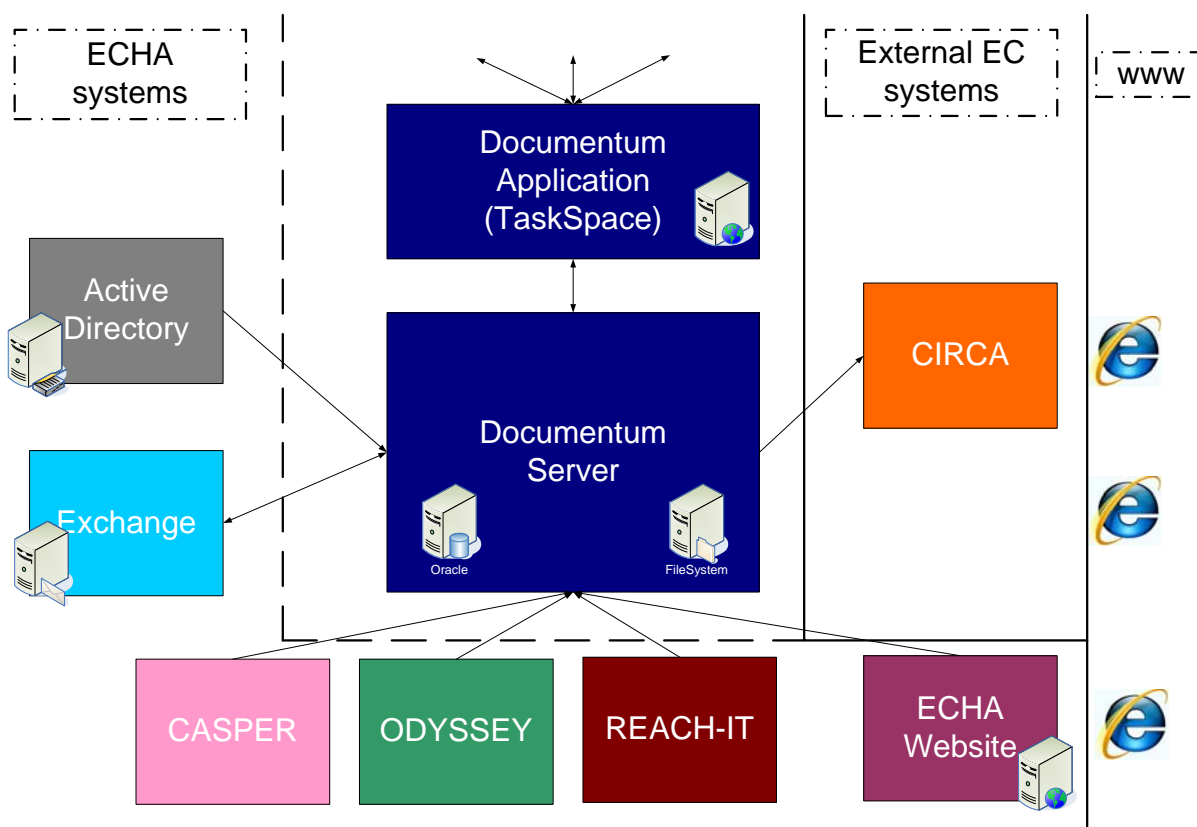 ECHA
systems
External EC
systems
www
Documentum
Application
(TaskSpace)
Active
Directory
CIRCA
Documentum
Server
Exchange
Oracle
FileSystem
CASPER
ODYSSEY
REACH-IT
ECHA
Website